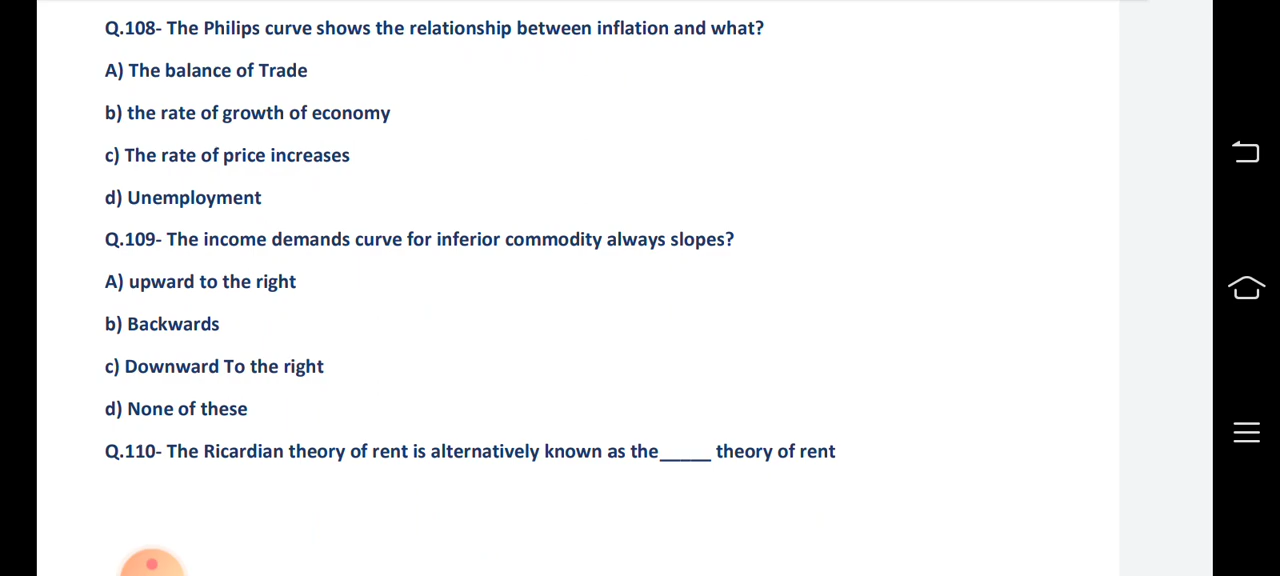 Q.108- The Philips curve shows the relationship between inflation and what?
A) The balance of Trade
b) the rate of growth of economy
c) The rate of price increases
d) Unemployment
Q.109- The income demands curve for inferior commodity always slopes?
A) upward to the right
b) Backwards
c) Downward To the right
d) None of these
Q.110- The Ricardian theory of rent is alternatively known as the_____ theory of rent